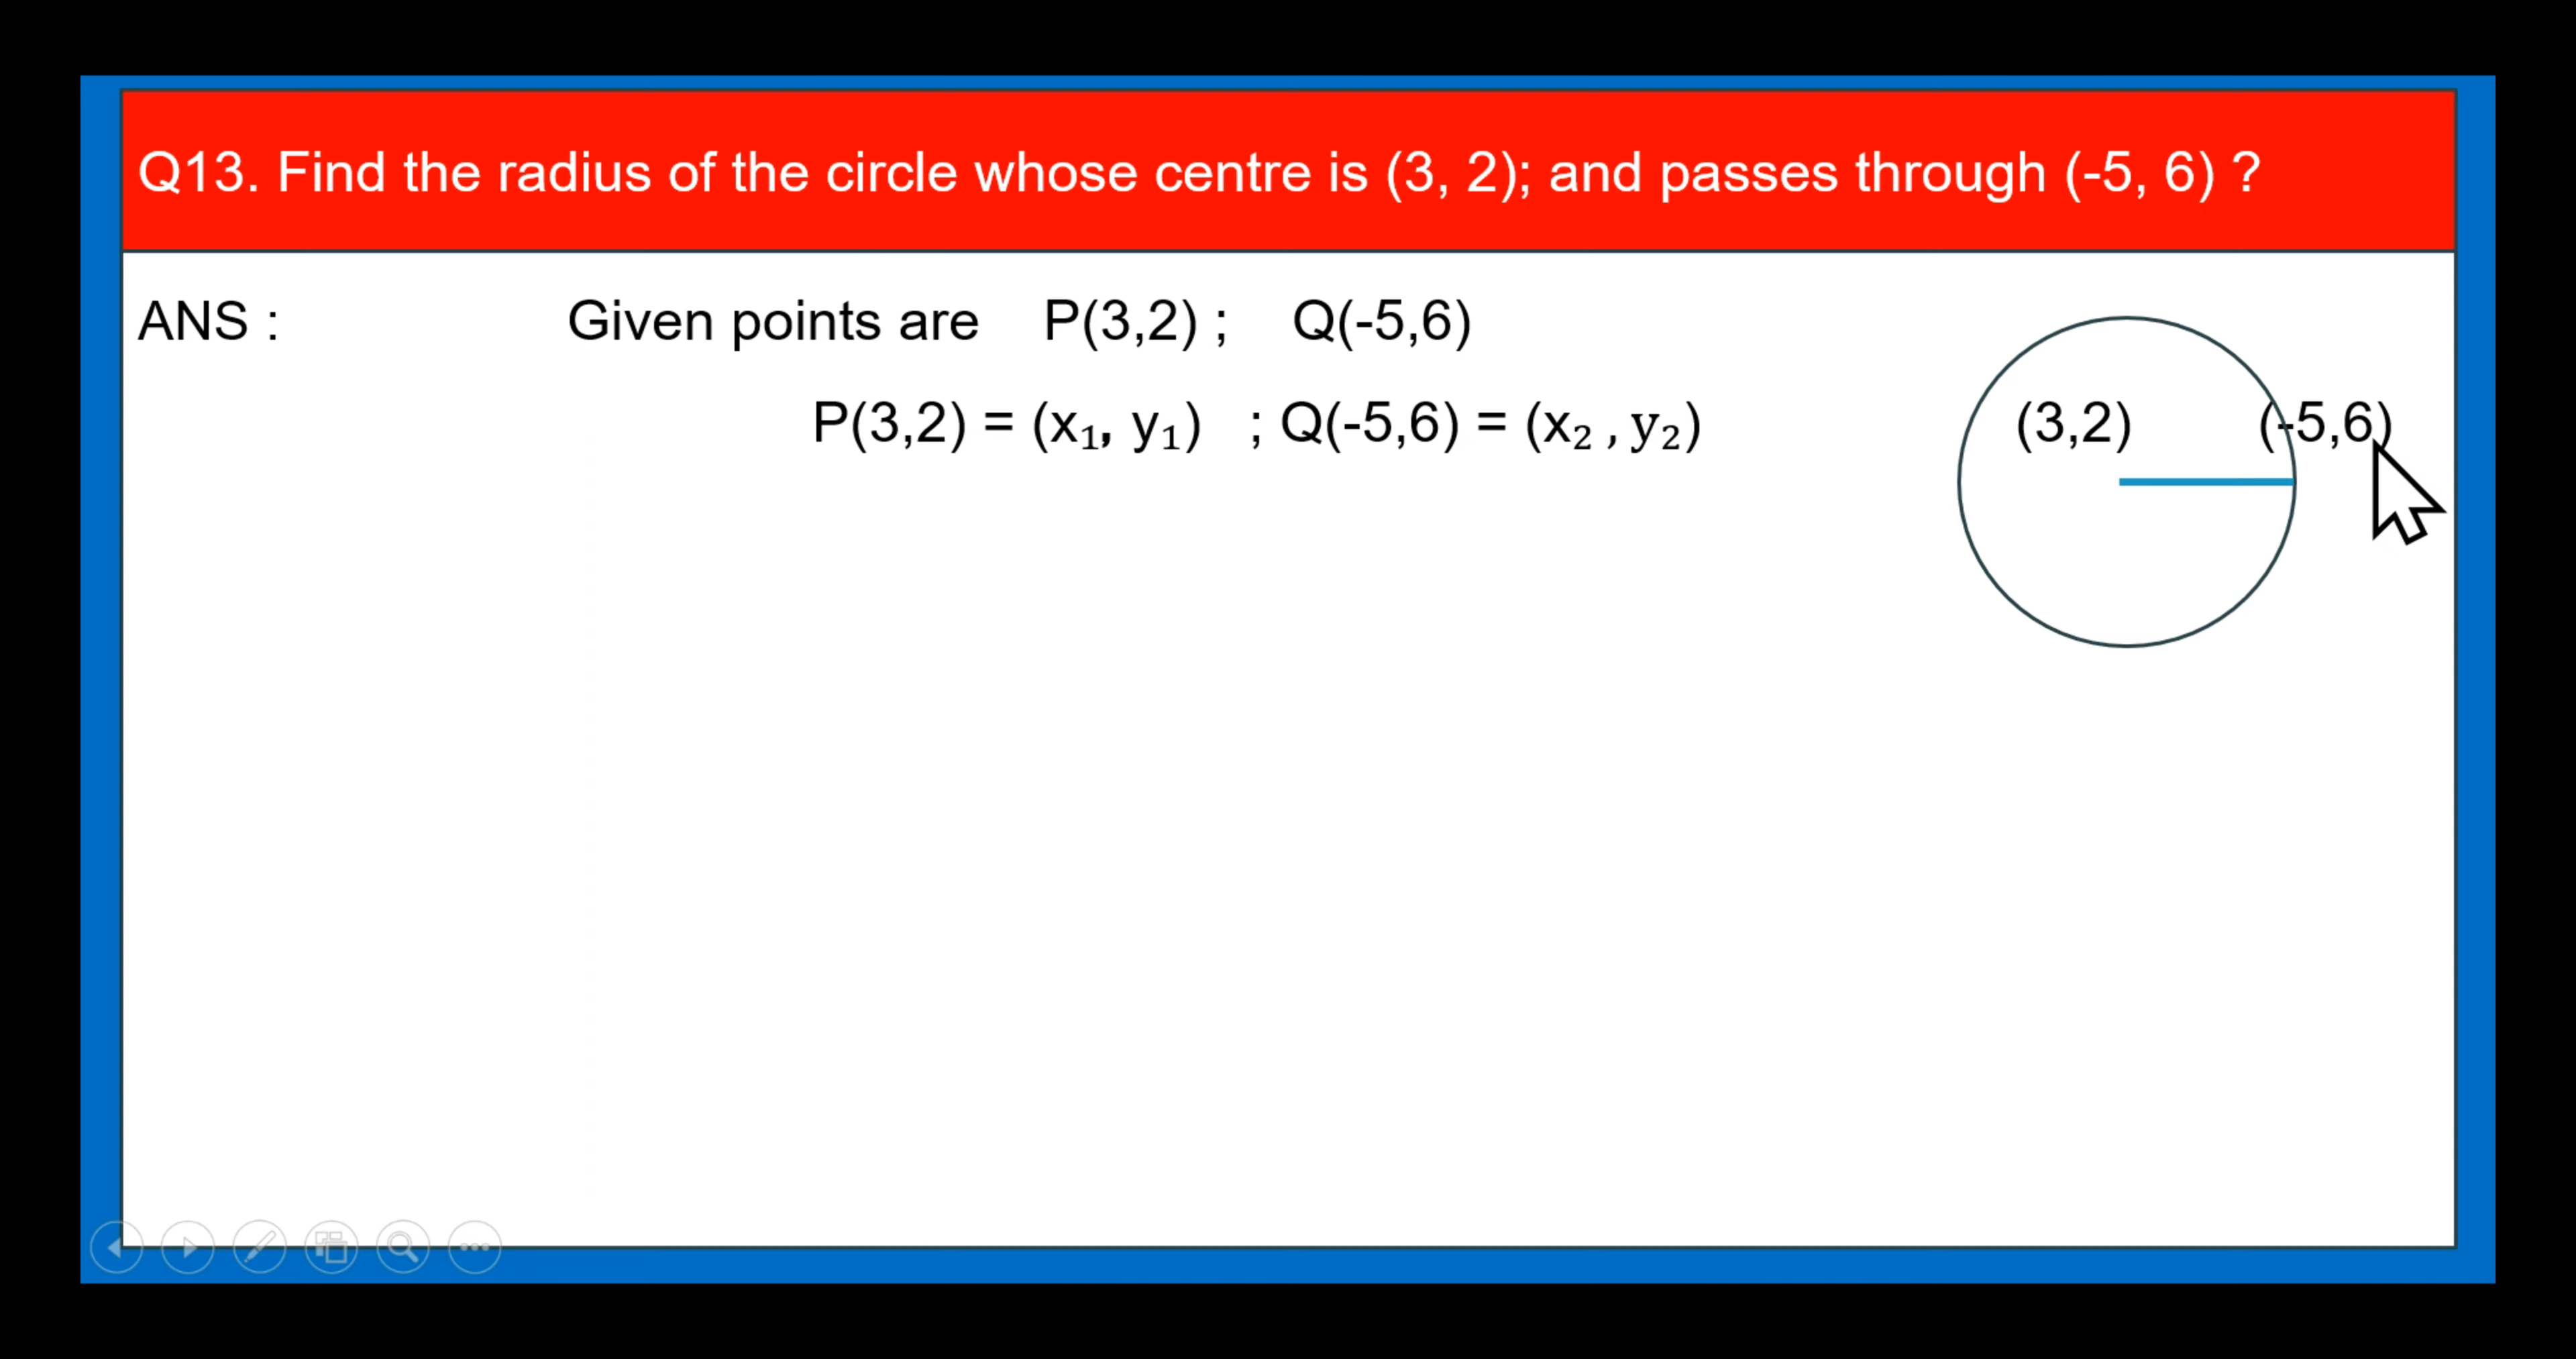 Q13. Find the radius of the circle whose centre is (3, 2); and passes through (-5, 6) ?
ANS : Given points are P(3,2) ; Q(-5,6)
P(3,2) = (x₁, y₁) ; Q(-5,6) = (x₂ , y₂)
(3,2) (-5,6)